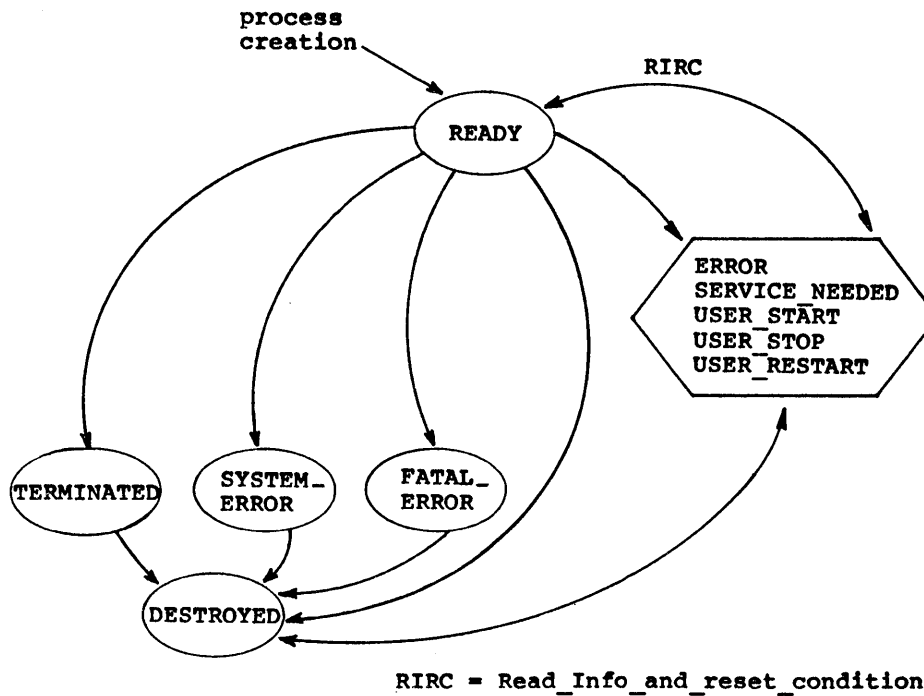 process
creation
RIRC
READY
ERROR
SERVICE_NEEDED
USER_START
USER_STOP
USER_RESTART
TERMINATED
SYSTEM_
ERROR
FATAL_
ERROR
DESTROYED
RIRC = Read_Info_and_reset_condition